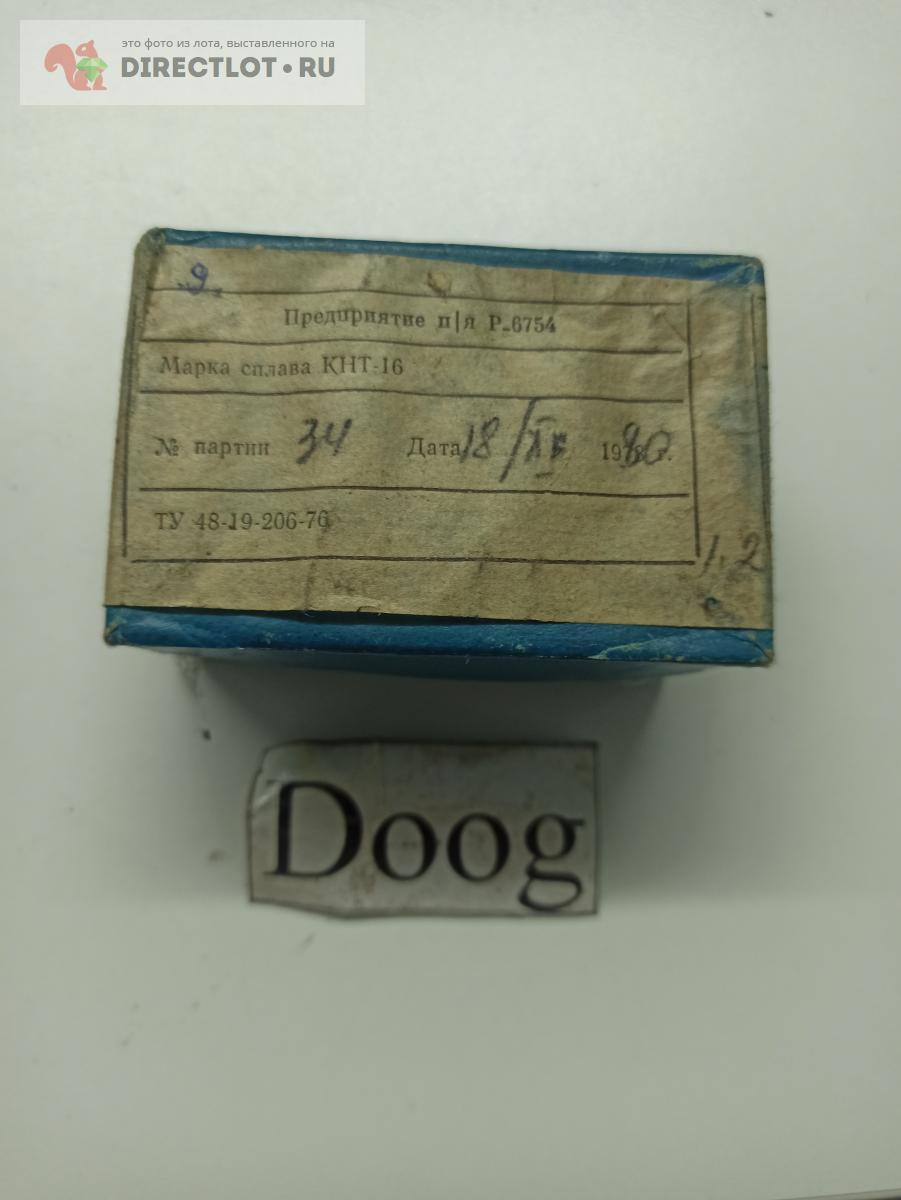 это фото из лота, выставленного на
DIRECTLOT•RU
9
Предприятие п|я Р-6754
Марка сплава КНТ-16
№ партии 34 Дата 18/ 1980 г.
ТУ 48-19-206-76
1.2
Doog